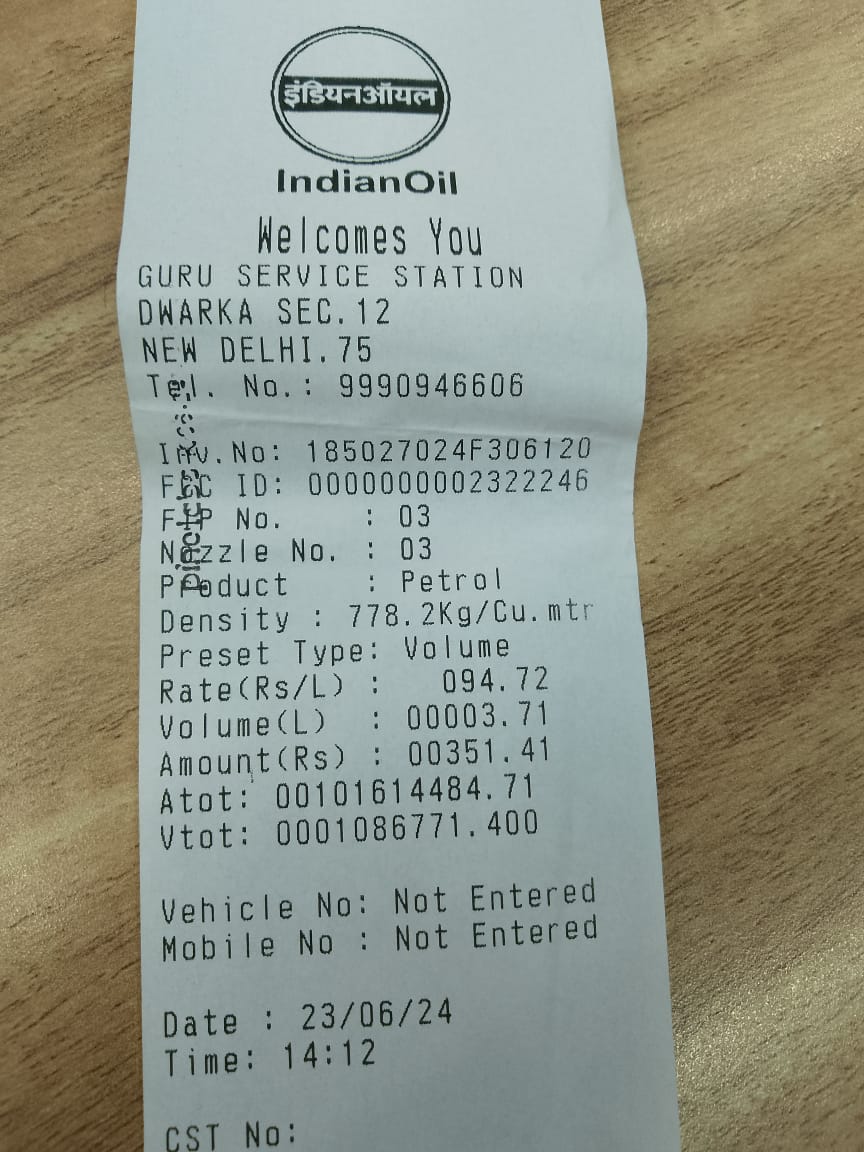 इंडियनऑयल
IndianOil
Welcomes You
GURU SERVICE STATION
DWARKA SEC.12
NEW DELHI.75
Tel. No.: 9990946606
Inv.No: 185027024F306120
FCC ID: 0000000002322246
FIP No. : 03
Nozzle No. : 03
Product : Petrol
Density : 778.2Kg/Cu.mtr
Preset Type: Volume
Rate(Rs/L) : 094.72
Volume(L) : 00003.71
Amount(Rs) : 00351.41
Atot: 00101614484.71
Vtot: 0001086771.400
Vehicle No: Not Entered
Mobile No : Not Entered
Date : 23/06/24
Time: 14:12
CST No: